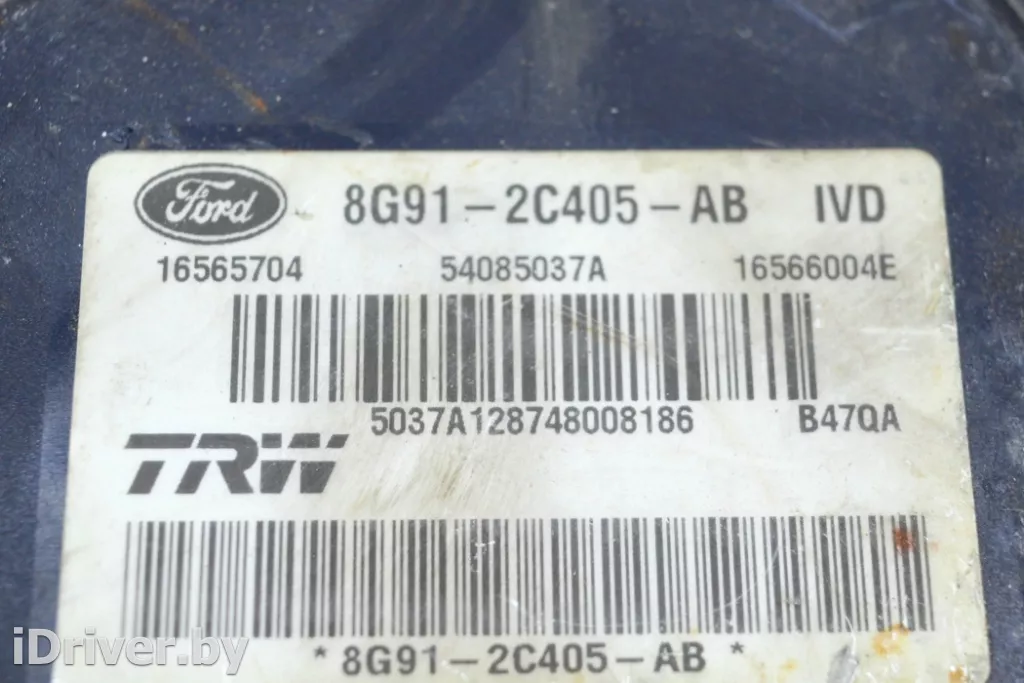 Ford 8G91-2C405-AB IVD
16565704 54085037A 16566004E
5037A128748008186 B47QA
TRW
*8G91-2C405-AB*
iDriver.by